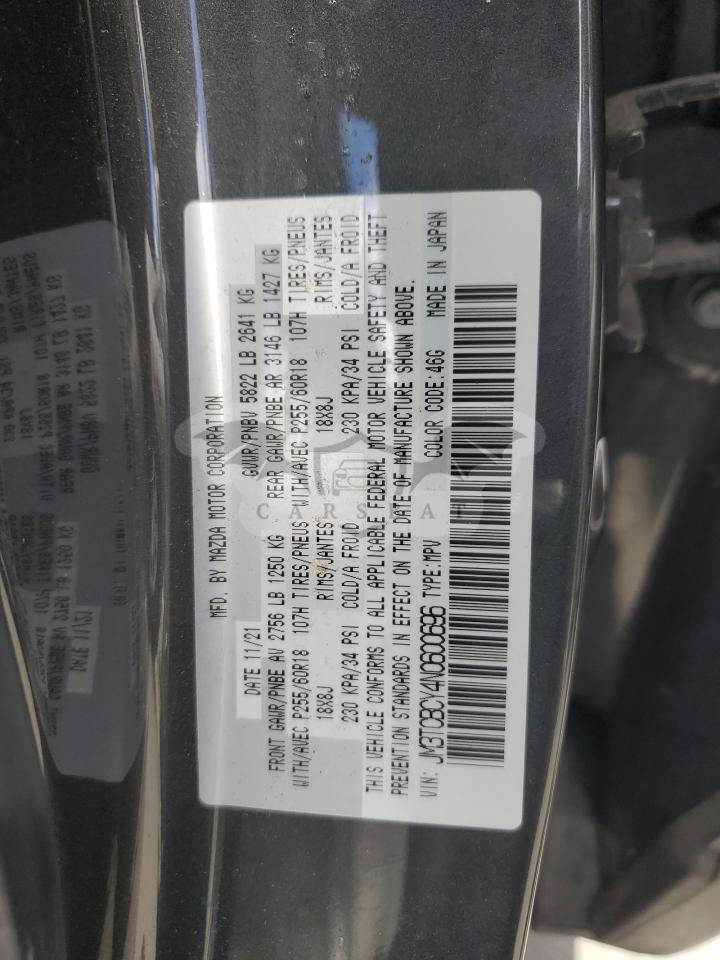 MFD. BY MAZDA MOTOR CORPORATION
DATE 11/21 GVWR/PNBV 5822 LB 2641 KG
FRONT GAWR/PNBE AV 2756 LB 1250 KG REAR GAWR/PNBE AR 3146 LB 1427 KG
WITH/AVEC P255/60R18 107H TIRES/PNEUS WITH/AVEC P255/60R18 107H TIRES/PNEUS
18X8J RIMS/JANTES 18X8J RIMS/JANTES
230 KPA/34 PSI COLD/A FROID 230 KPA/34 PSI COLD/A FROID
THIS VEHICLE CONFORMS TO ALL APPLICABLE FEDERAL MOTOR VEHICLE SAFETY AND THEFT
PREVENTION STANDARDS IN EFFECT ON THE DATE OF MANUFACTURE SHOWN ABOVE.
VIN: JM3TCBCY4N0600696 TYPE:MPV COLOR CODE:46G MADE IN JAPAN
CARSBAT